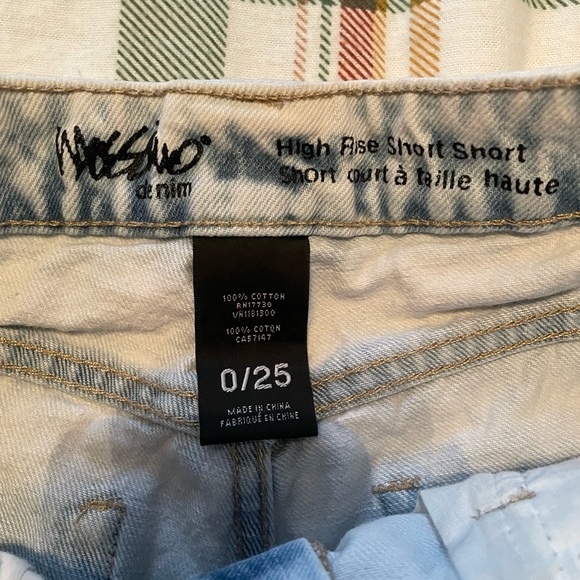 Mossimo
denim
High Rise Short Short
Short court à taille haute
100% COTTON
RN17730
VN1181300
100% COTON
CA57147
0/25
MADE IN CHINA
FABRIQUÉ EN CHINE